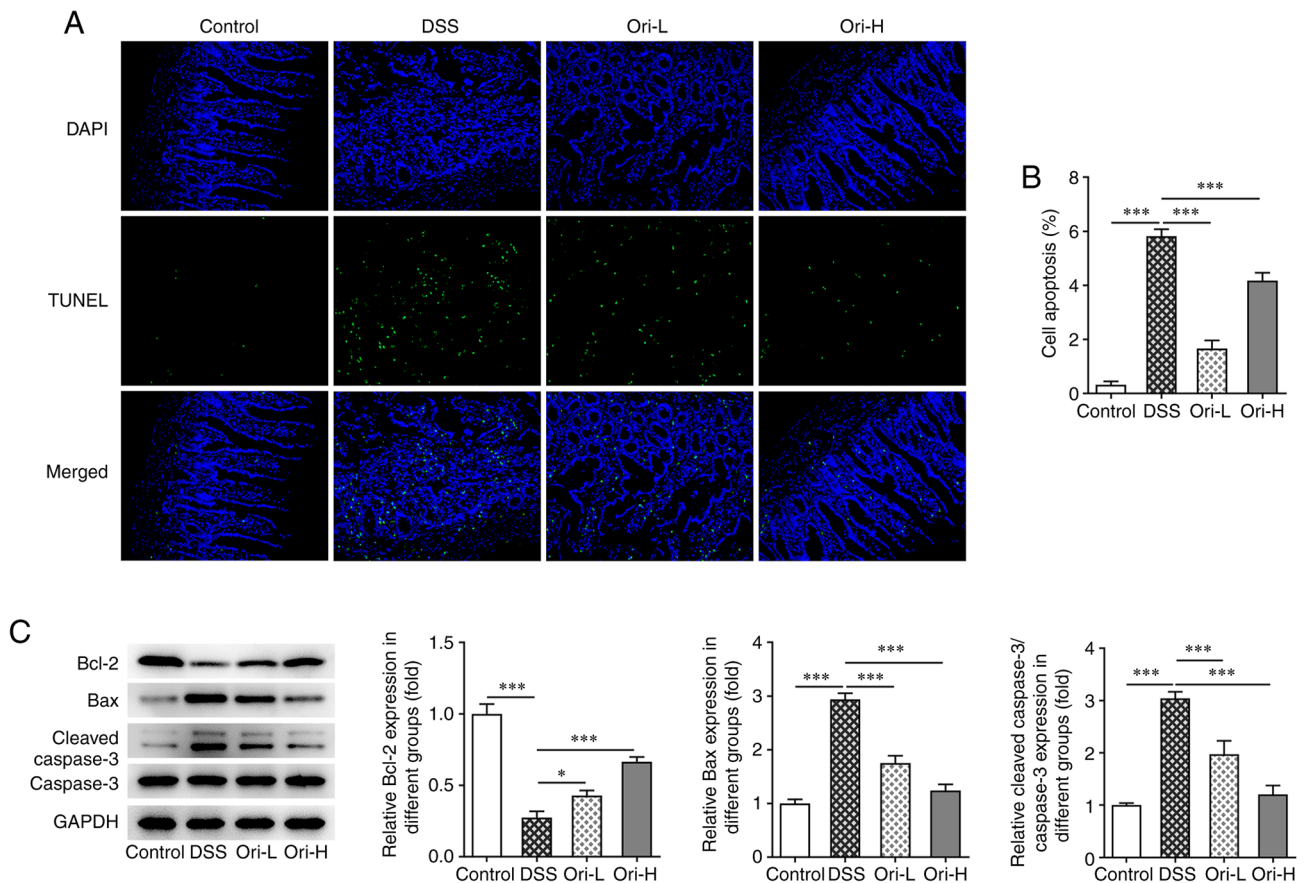 A
Control DSS Ori-L Ori-H
DAPI
TUNEL
Merged
B
Cell apoptosis (%)
8
6
4
2
0
*** *** ***
Control DSS Ori-L Ori-H
C
Bcl-2
Bax
Cleaved
caspase-3
Caspase-3
GAPDH
Control DSS Ori-L Ori-H
Relative Bcl-2 expression in
different groups (fold)
1.5
1.0
0.5
0.0
***
***
*
Control DSS Ori-L Ori-H
Relative Bax expression in
different groups (fold)
4
3
2
1
0
***
*** ***
Control DSS Ori-L Ori-H
Relative cleaved caspase-3/
caspase-3 expression in
different groups (fold)
4
3
2
1
0
***
*** ***
Control DSS Ori-L Ori-H